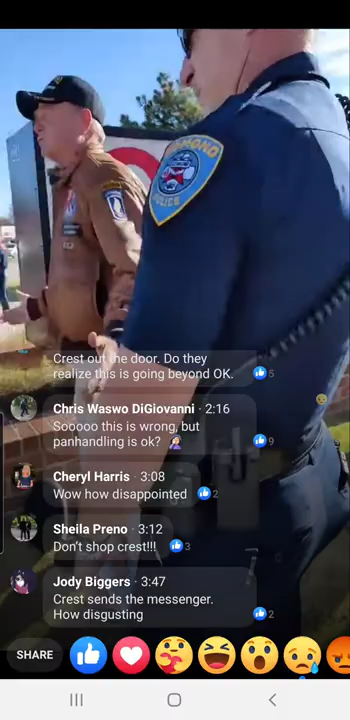 EDMOND
POLICE
Crest out the door. Do they
realize this is going beyond OK.
5
Chris Waswo DiGiovanni · 2:16
Sooooo this is wrong, but
panhandling is ok? 🤦🏻‍♀️
9
Cheryl Harris · 3:08
Wow how disappointed
2
Sheila Preno · 3:12
Don't shop crest!!!
3
Jody Biggers · 3:47
Crest sends the messenger.
How disgusting
2
SHARE